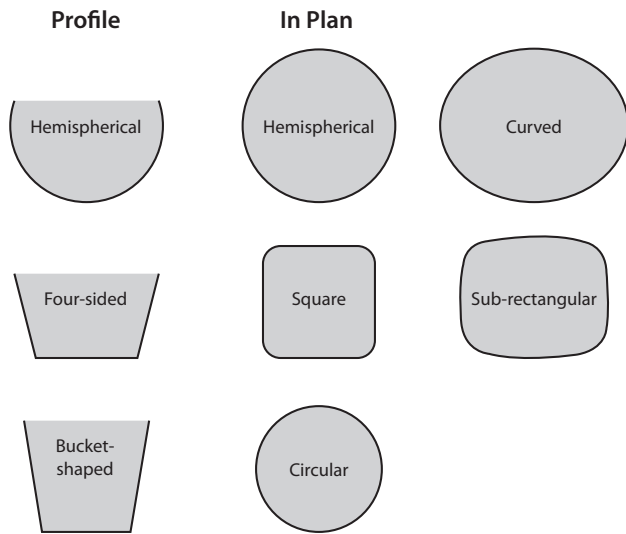 Profile
In Plan
Hemispherical
Hemispherical
Curved
Four-sided
Square
Sub-rectangular
Bucket-
shaped
Circular